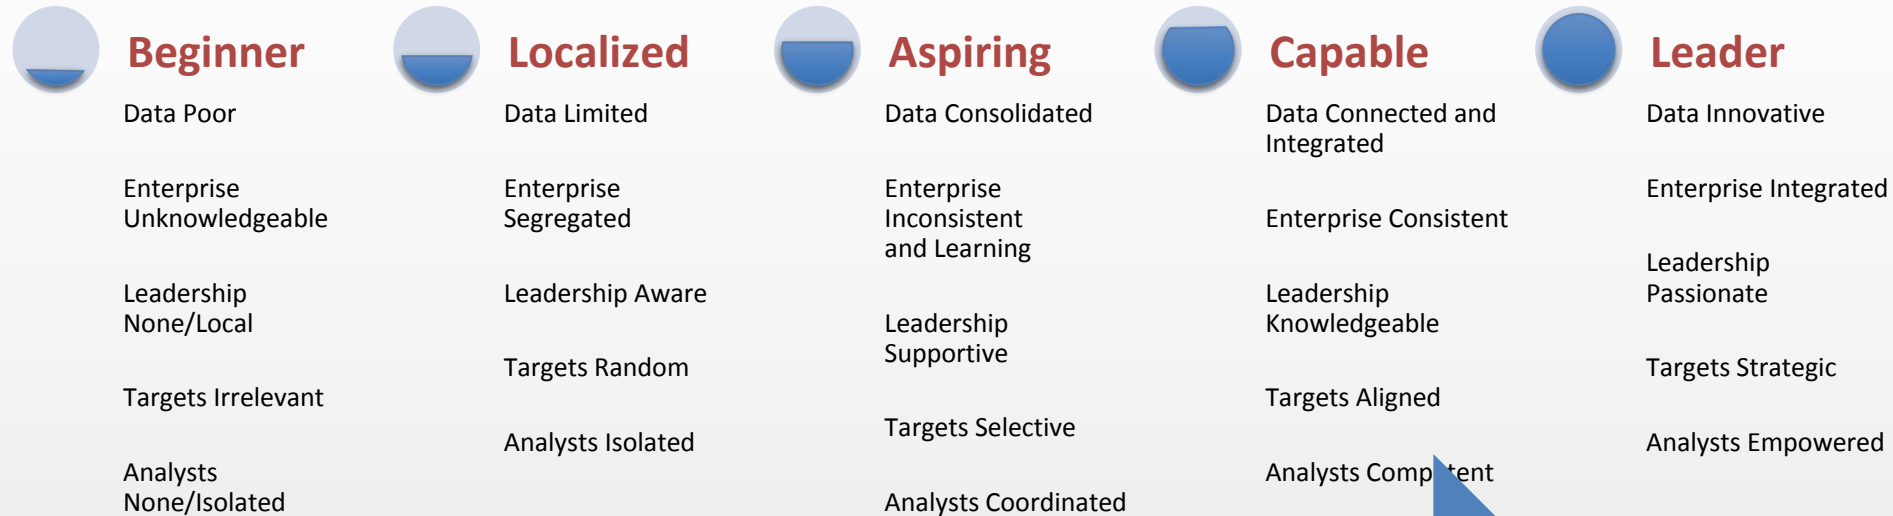 Beginner
Data Poor
Enterprise
Unknowledgeable
Leadership
None/Local
Targets Irrelevant
Analysts
None/Isolated
Localized
Data Limited
Enterprise
Segregated
Leadership Aware
Targets Random
Analysts Isolated
Aspiring
Data Consolidated
Enterprise
Inconsistent
and Learning
Leadership
Supportive
Targets Selective
Analysts Coordinated
Capable
Data Connected and
Integrated
Enterprise Consistent
Leadership
Knowledgeable
Targets Aligned
Analysts Competent
Leader
Data Innovative
Enterprise Integrated
Leadership
Passionate
Targets Strategic
Analysts Empowered